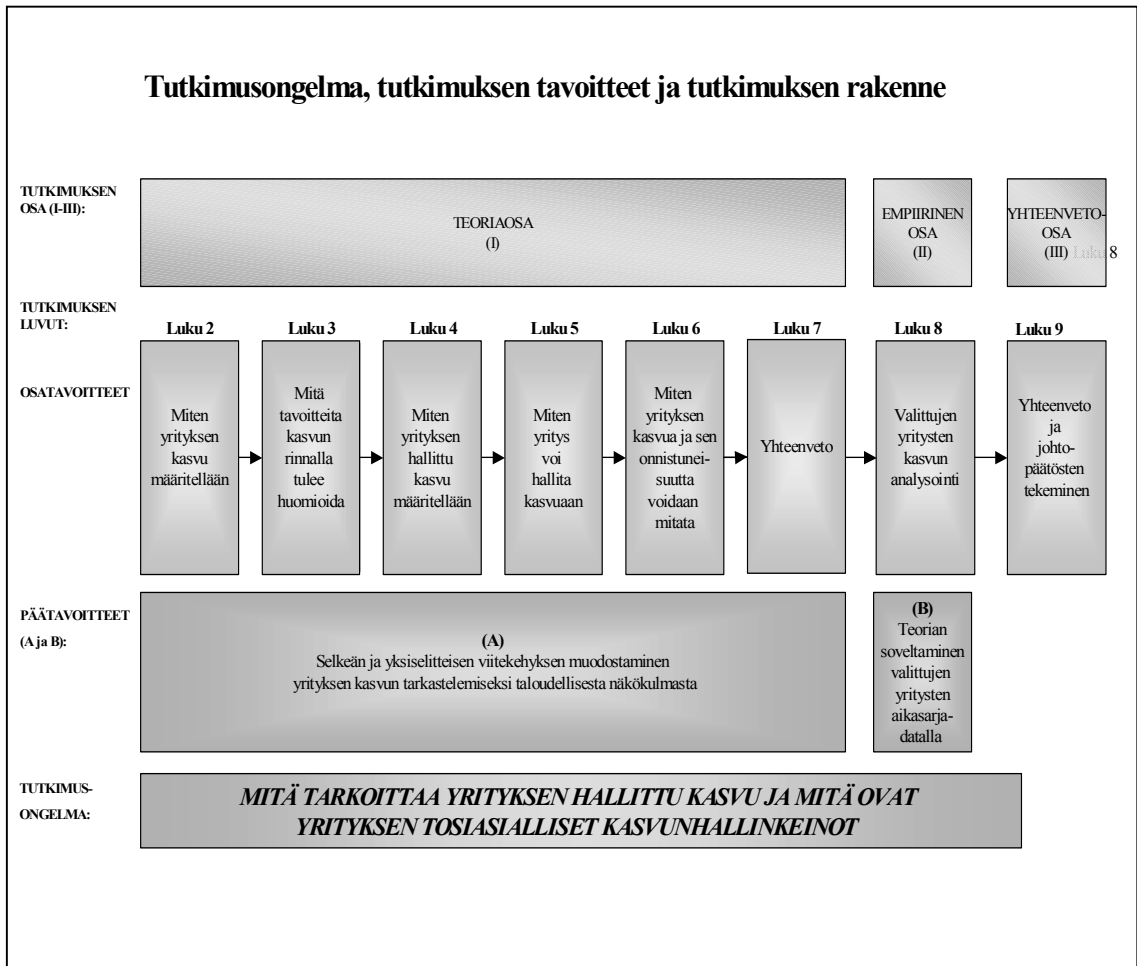 Tutkimusongelma, tutkimuksen tavoitteet ja tutkimuksen rakenne
TUTKIMUKSEN
OSA (I-III):
TEORIAOSA
(I)
EMPIIRINEN
OSA
(II)
YHTEENVETO-
OSA
(III) Luku 8
TUTKIMUKSEN
LUVUT:
Luku 2
Luku 3
Luku 4
Luku 5
Luku 6
Luku 7
Luku 8
Luku 9
OSATAVOITTEET
Miten
yrityksen
kasvu
määritellään
Mitä
tavoitteita
kasvun
rinnalla
tulee
huomioida
Miten
yrityksen
hallittu
kasvu
määritellään
Miten
yritys
voi
hallita
kasvuaan
Miten
yrityksen
kasvua ja sen
onnistunei-
suutta
voidaan
mitata
Yhteenveto
Valittujen
yritysten
kasvun
analysointi
Yhteenveto
ja
johto-
päätösten
tekeminen
PÄÄTAVOITTEET
(A ja B):
(A)
Selkeän ja yksiselitteisen viitekehyksen muodostaminen
yrityksen kasvun tarkastelemiseksi taloudellisesta näkökulmasta
(B)
Teorian
soveltaminen
valittujen
yritysten
aikasarja-
datalla
TUTKIMUS-
ONGELMA:
MITÄ TARKOITTAA YRITYKSEN HALLITTU KASVU JA MITÄ OVAT
YRITYKSEN TOSIASIALLISET KASVUNHALLINKEINOT